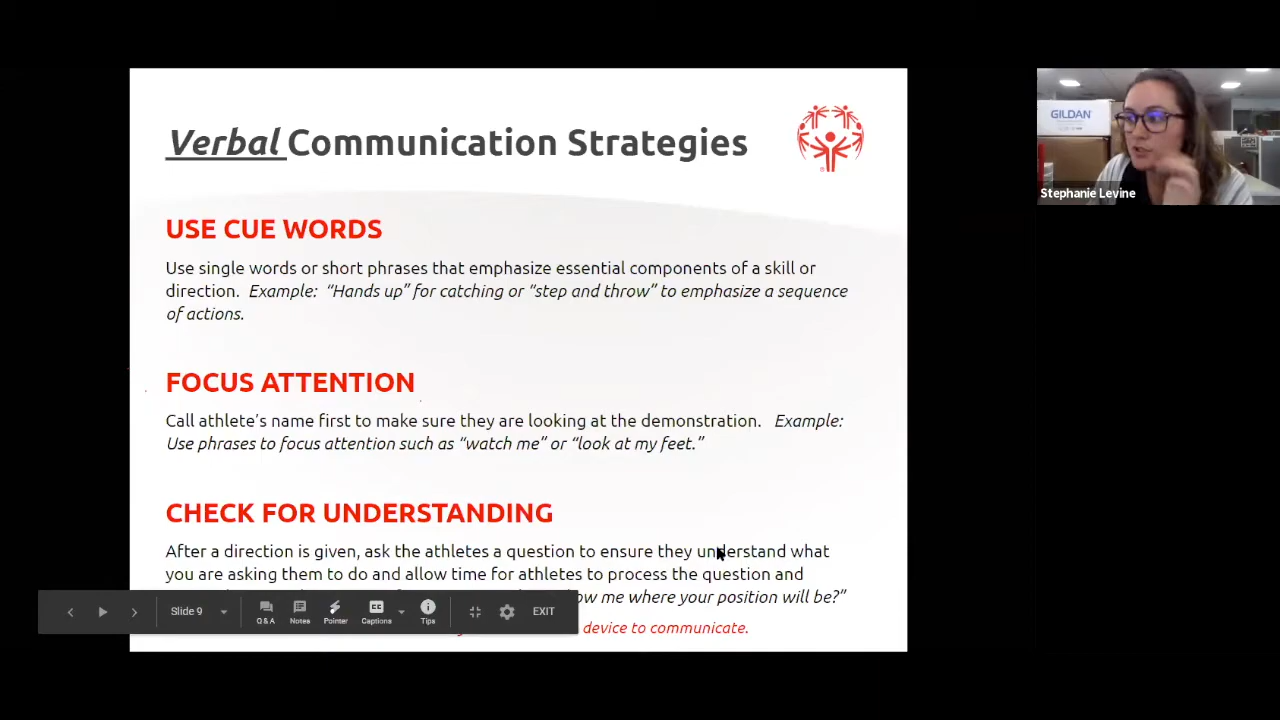 Verbal Communication Strategies
USE CUE WORDS
Use single words or short phrases that emphasize essential components of a skill or
direction. Example: “Hands up” for catching or “step and throw” to emphasize a sequence
of actions.
FOCUS ATTENTION
Call athlete’s name first to make sure they are looking at the demonstration. Example:
Use phrases to focus attention such as “watch me” or “look at my feet.”
CHECK FOR UNDERSTANDING
After a direction is given, ask the athletes a question to ensure they understand what
you are asking them to do and allow time for athletes to process the question and
me where your position will be?”
device to communicate.
Slide 9
Q & A
Notes
Pointer
CC
Captions
Tips
EXIT
GILDAN
Stephanie Levine